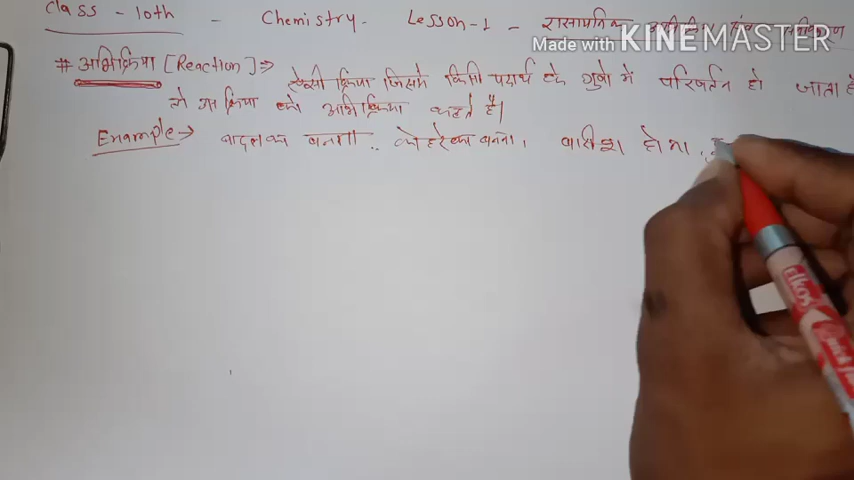 Class - 10th - Chemistry - Lesson-1 - रासायनिक
Made with KINEMASTER
# अभिक्रिया [Reaction] ⇒ ऐसी क्रिया जिसमे किसी पदार्थ के गुणो मे परिवर्तन हो जाता है
तो उस क्रिया को अभिक्रिया कहते है।
Example → बादल का बनना, कोहरे का बनना, बारिश होना,